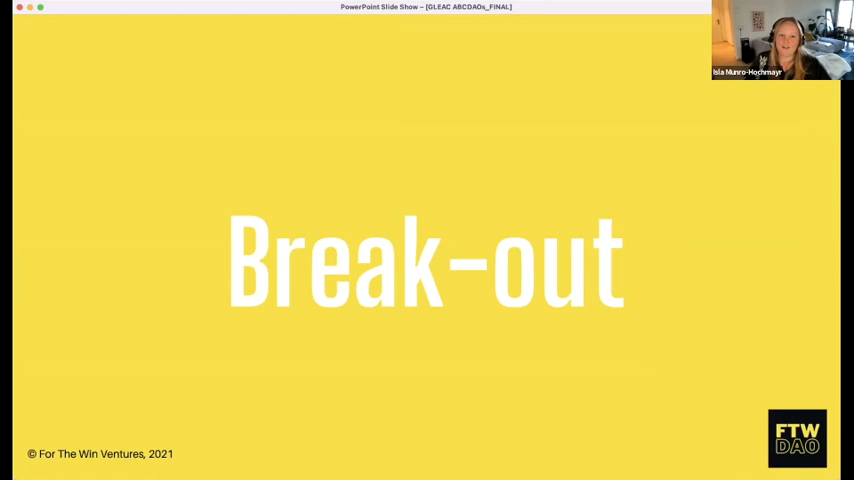 PowerPoint Slide Show – [GLEAC ABCDAOs_FINAL]
Isla Munro-Hochmayr
Break-out
© For The Win Ventures, 2021
FTW
DAO